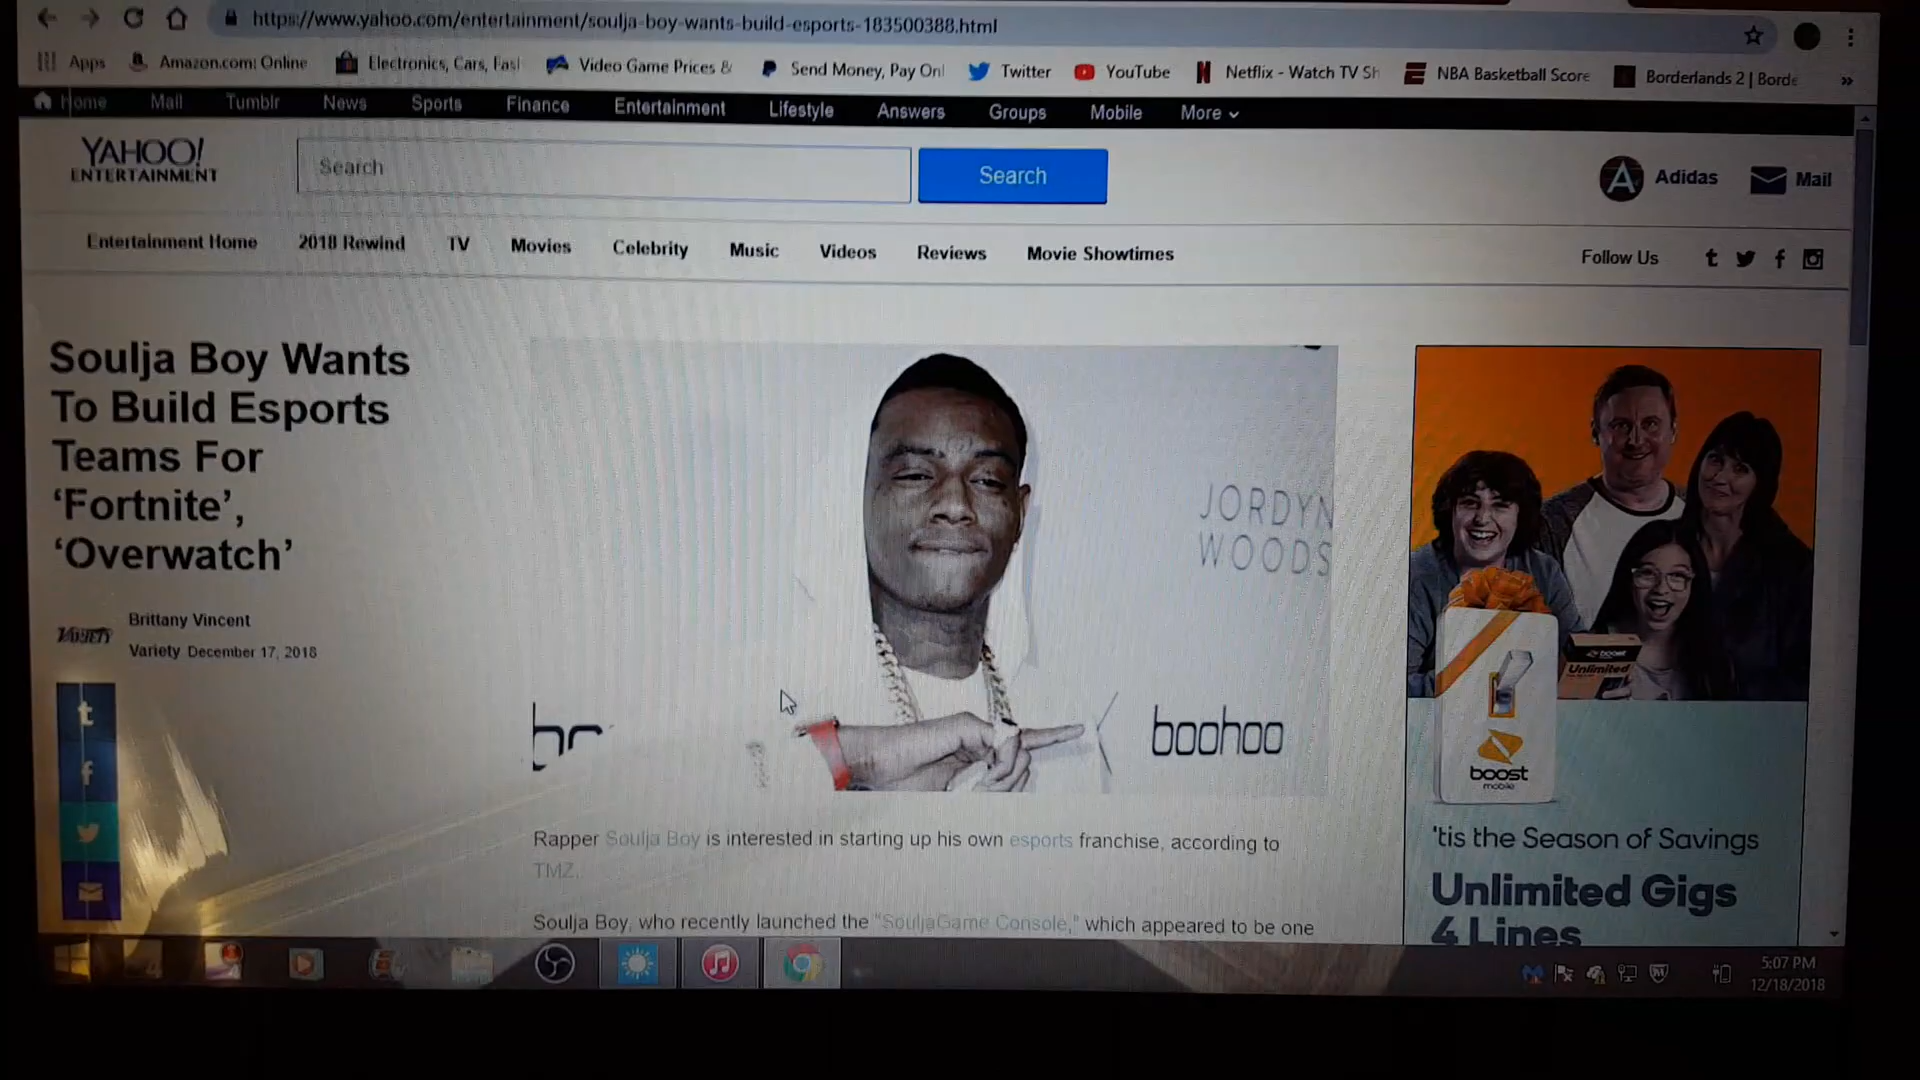 https://www.yahoo.com/entertainment/soulja-boy-wants-build-esports-183500388.html
Apps Amazon.com: Online Electronics, Cars, Fasl Video Game Prices & Send Money, Pay Onl Twitter YouTube Netflix - Watch TV Sh NBA Basketball Score Borderlands 2 | Borde »
Home Mail Tumblr News Sports Finance Entertainment Lifestyle Answers Groups Mobile More
YAHOO!
ENTERTAINMENT
Search
Search
A Adidas Mail
Entertainment Home 2018 Rewind TV Movies Celebrity Music Videos Reviews Movie Showtimes
Follow Us
Soulja Boy Wants
To Build Esports
Teams For
‘Fortnite’,
‘Overwatch’
VARIETY
Brittany Vincent
Variety December 17, 2018
JORDYN
WOODS
boohoo
Rapper Soulja Boy is interested in starting up his own esports franchise, according to
TMZ.
Soulja Boy, who recently launched the "SouljaGame Console," which appeared to be one
boost
Unlimited
boost
mobile
'tis the Season of Savings
Unlimited Gigs
4 Lines
5:07 PM
12/18/2018